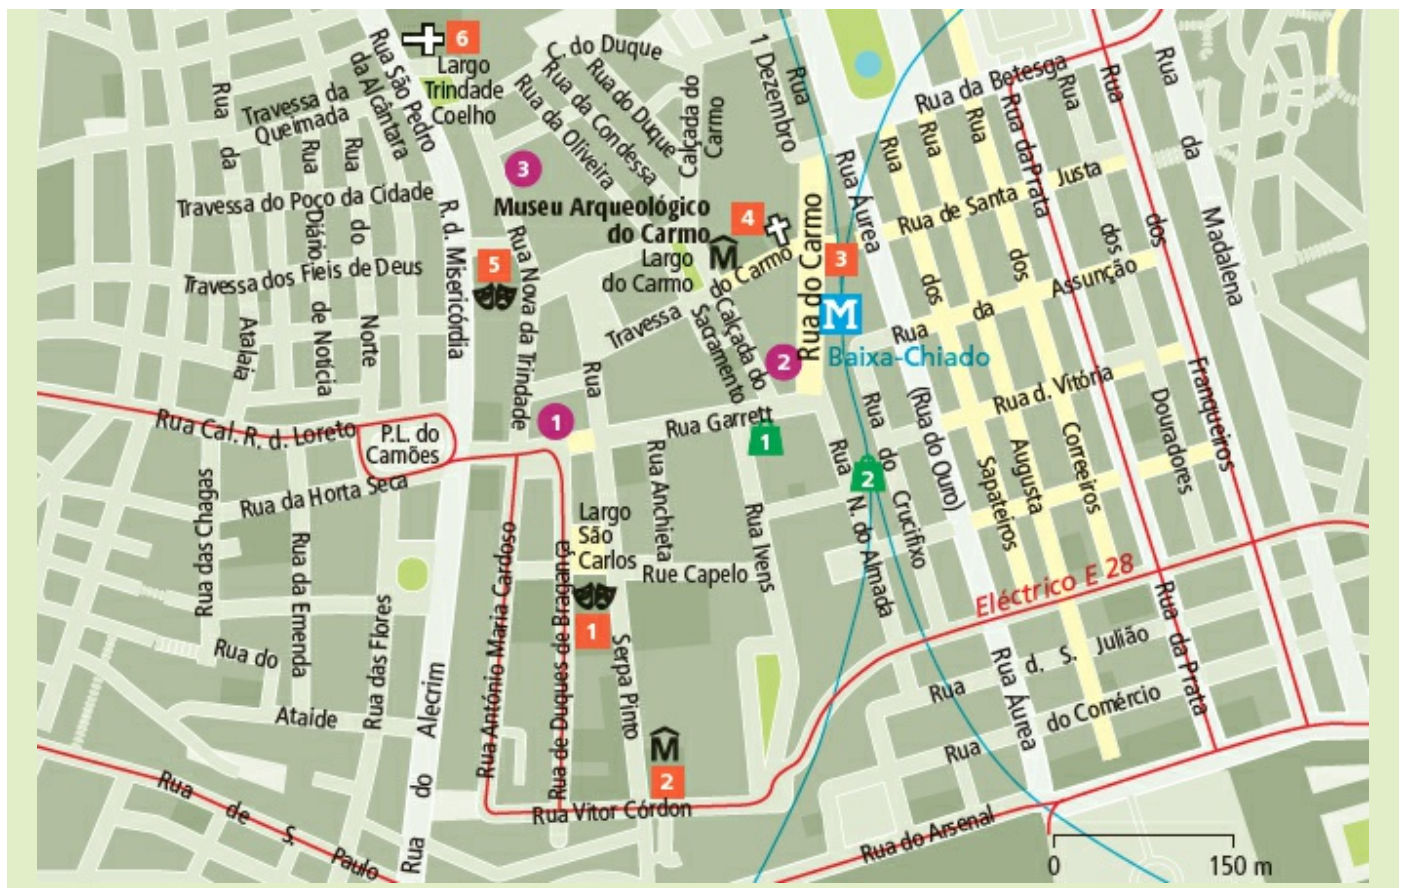 6
Largo
Trindade
Coelho
Rua São Pedro
da Alcântara
C. do Duque
Rua do Duque
Rua da Condessa
Rua da Oliveira
Calçada do
Carmo
1 Dezembro
Rua
Rua da Betesga
Rua
da
Travessa da
Queimada
Rua
Rua
Travessa do Poço da Cidade
Diário
do
Travessa dos Fieis de Deus
de Notícia
Norte
Atalaia
R. d. Misericórdia
3
Museu Arqueológico
do Carmo
Largo
do Carmo
4
5
Rua Nova da Trindade
Travessa
do Carmo
Calçada do
Sacramento
Rua do Carmo
3
M
Baixa-Chiado
2
Rua Áurea
Rua
Rua
Rua
Rua da Prata
Rua
Rua
Rua
da
Madalena
Rua de Santa
Justa
dos
dos
dos
dos
Rua
da
Assunção
Rua d. Vitória
Franqueiros
Douradores
Correeiros
Augusta
Sapateiros
(Rua do Ouro)
Rua
do
Crucifixo
Rua
N. do Almada
2
Rua
1
Rua Garrett
1
Rua Cal. R. d. Loreto
P.L. do
Camões
Rua da Horta Seca
Rua das Chagas
Rua da Emenda
Rua das Flores
Rua do
Ataide
Rua
do
Alecrim
Rua António Maria Cardoso
Rua de Duques da Bragança
Largo
São
Carlos
1
Rua Anchieta
Rue Capelo
Rua Ivens
Serpa Pinto
M
M
2
Rua Vitor Córdon
Eléctrico E 28
Rua da Prata
Rua
d. S. Julião
Rua
do Comércio
Rua Áurea
Rua do Arsenal
Rua de S. Paulo
0
150 m